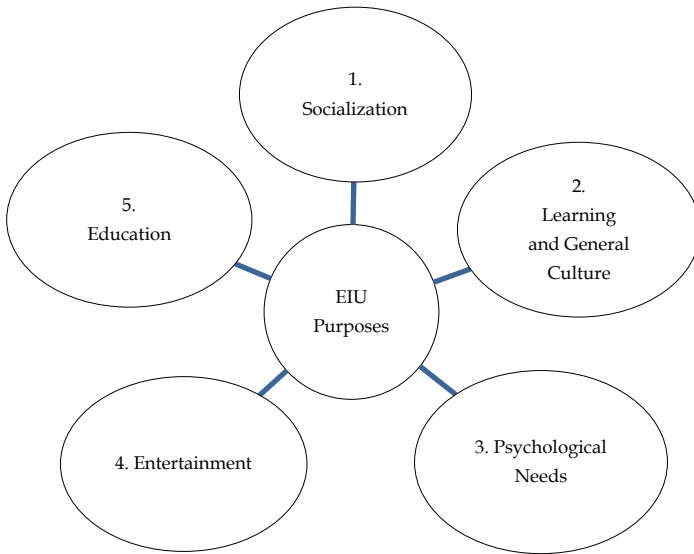 1.
Socialization
2.
Learning
and General
Culture
3. Psychological
Needs
4. Entertainment
5.
Education
EIU
Purposes